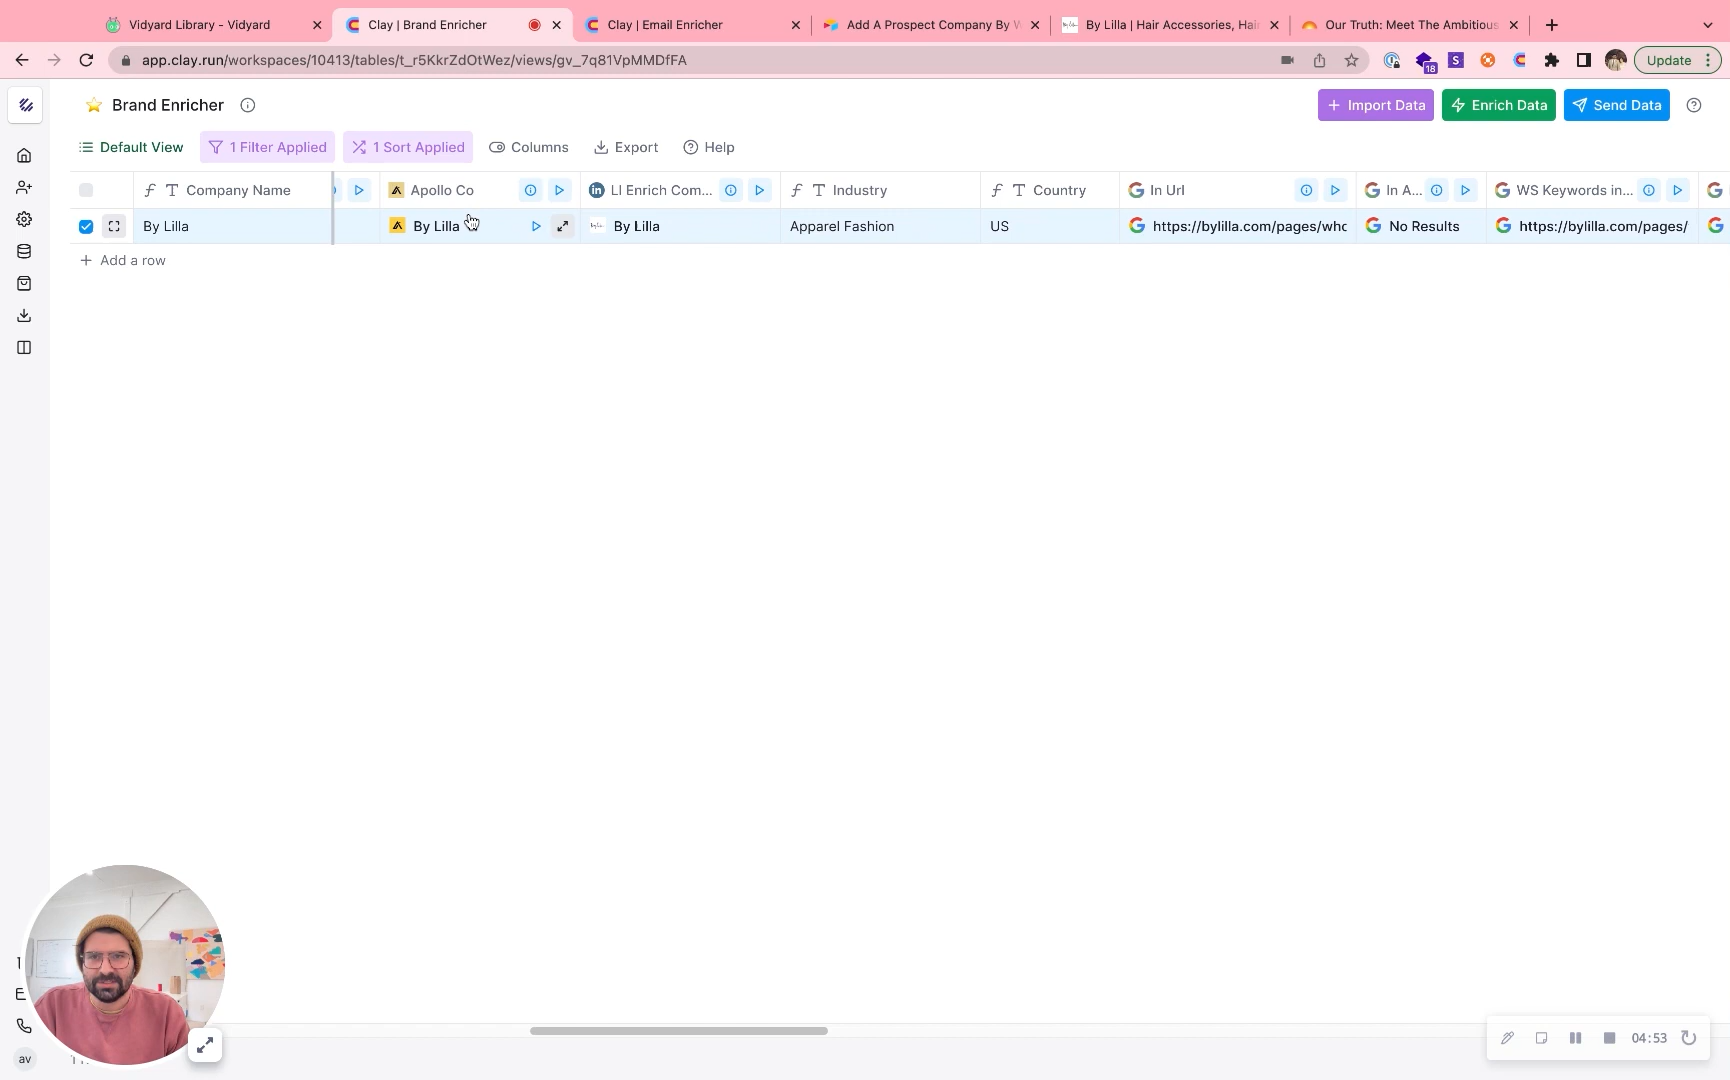 Vidyard Library - Vidyard
Clay | Brand Enricher
Clay | Email Enricher
Add A Prospect Company By W
By Lilla | Hair Accessories, Hair
Our Truth: Meet The Ambitious
app.clay.run/workspaces/10413/tables/t_r5KkrZdOtWez/views/gv_7q81VpMMDfFA
18
S
Update
Brand Enricher
Import Data
Enrich Data
Send Data
Default View
1 Filter Applied
1 Sort Applied
Columns
Export
Help
Company Name
Apollo Co
LI Enrich Com...
Industry
Country
In Url
In A...
WS Keywords in...
By Lilla
By Lilla
By Lilla
Apparel Fashion
US
https://bylilla.com/pages/who
No Results
https://bylilla.com/pages/
+ Add a row
av
04:53